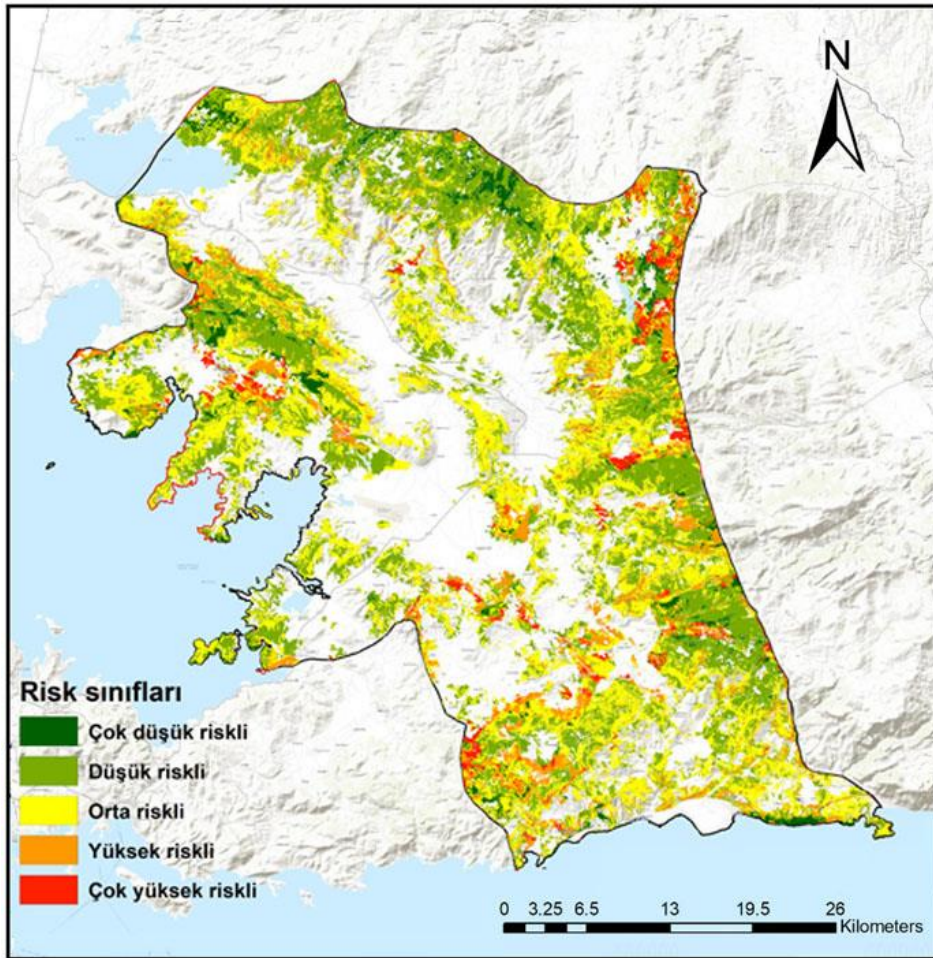 N
Risk sınıfları
Çok düşük riskli
Düşük riskli
Orta riskli
Yüksek riskli
Çok yüksek riskli
0 3.25 6.5 13 19.5 26
Kilometers